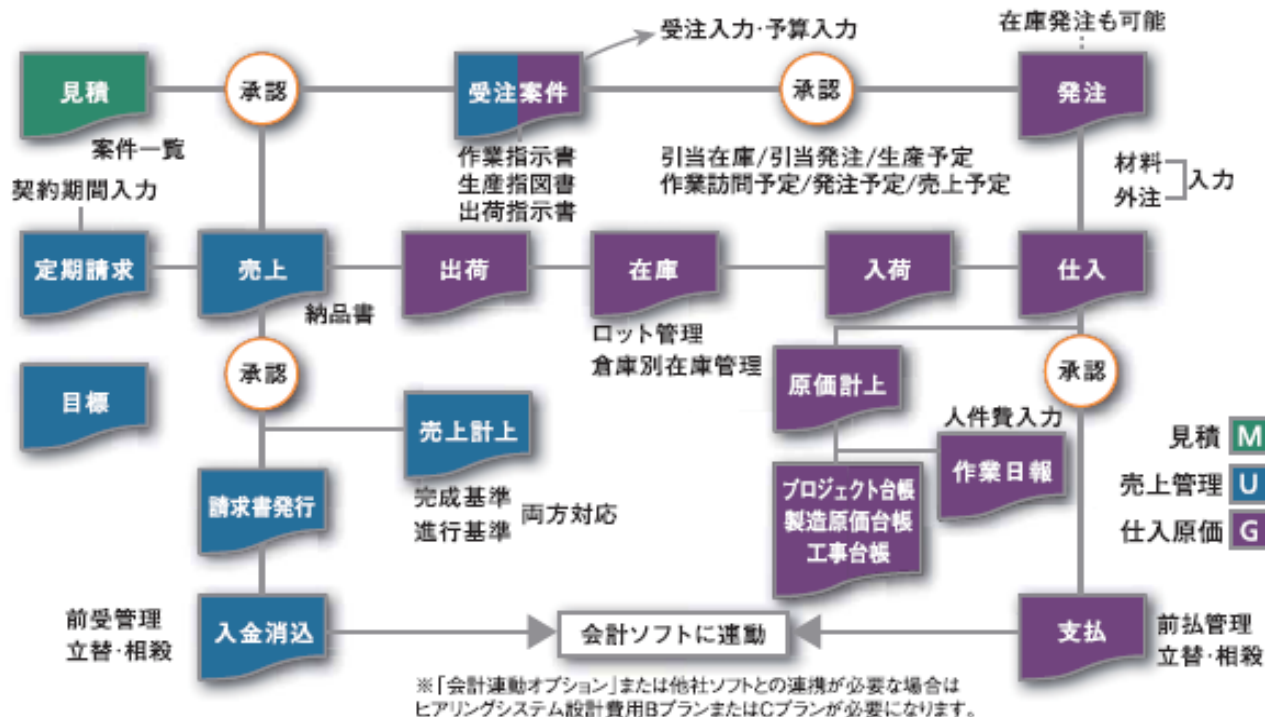 受注入力・予算入力
在庫発注も可能
見積
承認
受注案件
承認
発注
案件一覧
作業指示書
生産指図書
出荷指示書
引当在庫/引当発注/生産予定
作業訪問予定/発注予定/売上予定
材料
外注
入力
契約期間入力
定期請求
売上
出荷
在庫
入荷
仕入
納品書
ロット管理
倉庫別在庫管理
目標
承認
原価計上
承認
売上計上
人件費入力
作業日報
見積 M
売上管理 U
仕入原価 G
完成基準
進行基準
両方対応
請求書発行
プロジェクト台帳
製造原価台帳
工事台帳
前受管理
立替・相殺
入金消込
会計ソフトに連動
支払
前払管理
立替・相殺
※「会計連動オプション」または他社ソフトとの連携が必要な場合は
ヒアリングシステム設計費用BプランまたはCプランが必要になります。